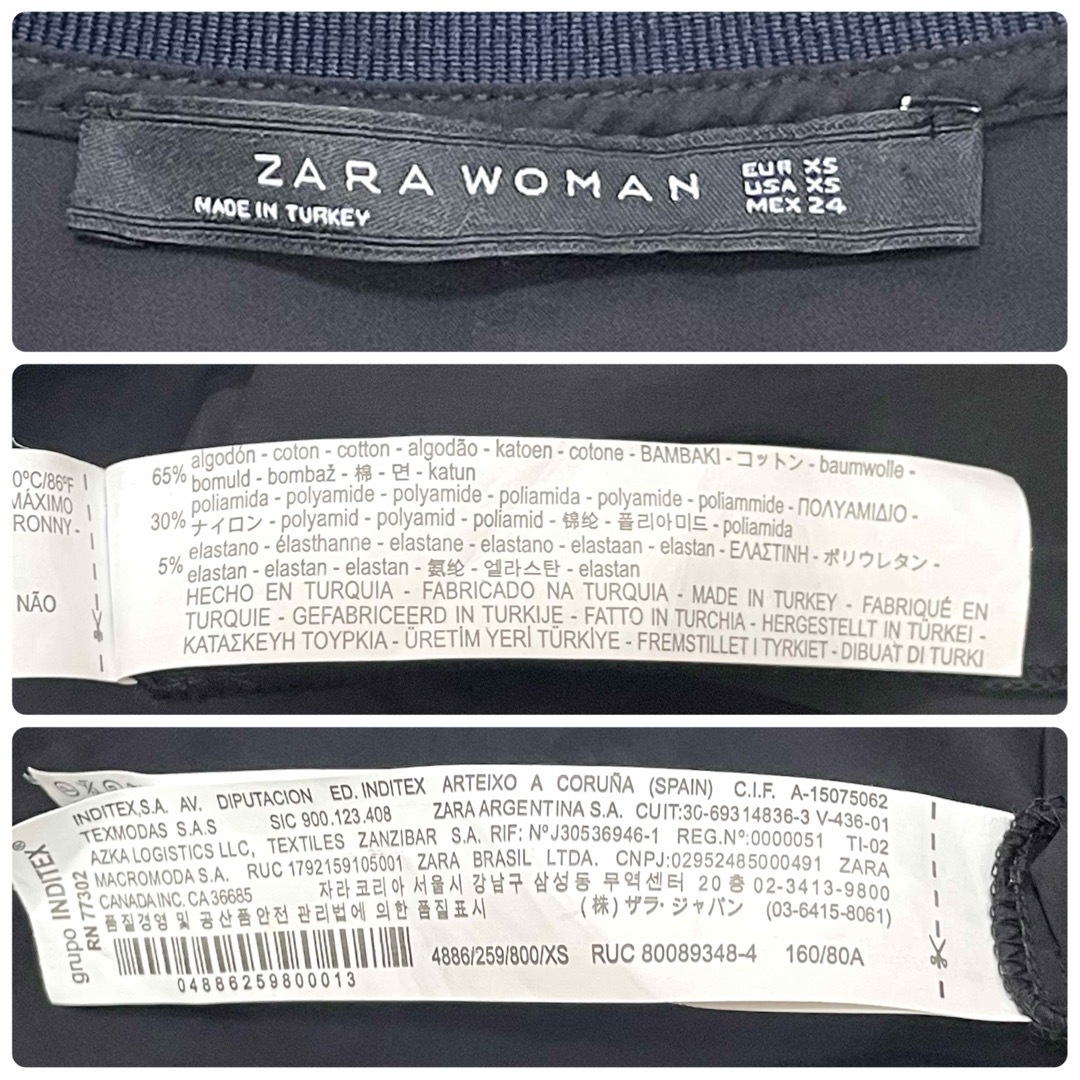 ZARA WOMAN
MADE IN TURKEY
EUR XS
USA XS
MEX 24
0ºC/86ºF
MÁXIMO
RONNY-
NÃO
65% algodón - coton - cotton - algodão - katoen - cotone - BAMBAKI - コットン - baumwolle -
bomuld - bombaž - 棉 - 면 - katun
30% poliamida - polyamide - polyamide - poliamida - polyamide - poliammide - ΠΟΛΥΑΜΙΔΙΟ -
ナイロン - polyamid - polyamid - poliamid - 锦纶 - 폴리아미드 - poliamida
5% elastano - élasthanne - elastane - elastano - elastaan - elastan - ΕΛΑΣΤΙΝΗ - ポリウレタン -
elastan - elastan - elastan - 氨纶 - 엘라스탄 - elastan
HECHO EN TURQUIA - FABRICADO NA TURQUIA - MADE IN TURKEY - FABRIQUÉ EN
TURQUIE - GEFABRICEERD IN TURKIJE - FATTO IN TURCHIA - HERGESTELLT IN TÜRKEI -
ΚΑΤΑΣΚΕΥΗ ΤΟΥΡΚΙΑ - ÜRETİM YERİ TÜRKİYE - FREMSTILLET I TYRKIET - DIBUAT DI TURKI
grupo INDITEX®
RN 77302
INDITEX,S.A. AV. DIPUTACION ED. INDITEX ARTEIXO A CORUÑA (SPAIN) C.I.F. A-15075062
TEXMODAS S.A.S SIC 900.123.408 ZARA ARGENTINA S.A. CUIT:30-69314836-3 V-436-01
AZKA LOGISTICS LLC, TEXTILES ZANZIBAR S.A. RIF: NºJ30536946-1 REG.Nº:0000051 TI-02
MACROMODA S.A. RUC 1792159105001 ZARA BRASIL LTDA. CNPJ:02952485000491 ZARA
CANADA INC. CA 36685 자라코리아 서울시 강남구 삼성동 무역센터 20층 02-3413-9800
품질경영 및 공산품안전 관리법에 의한 품질표시 (株) ザラ・ジャパン (03-6415-8061)
4886/259/800/XS RUC 80089348-4 160/80A
04886259800013